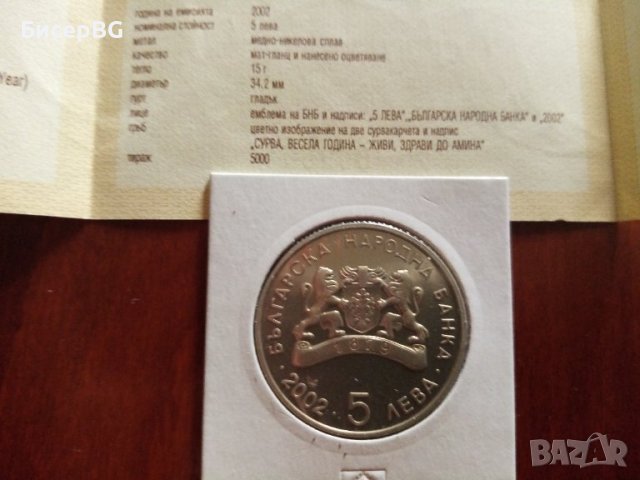 БисерBG
Year)
година на емисията 2002
номинална стойност 5 лева
метал медно-никелова сплав
качество мат-гланц и нанесено оцветяване
тегло 15 г
диаметър 34.2 мм
гурт гладък
лице емблема на БНБ и надписи: „5 ЛЕВА" „БЪЛГАРСКА НАРОДНА БАНКА" и „2002"
гръб цветно изображение на две сурвакарчета и надпис
„СУРВА, ВЕСЕЛА ГОДИНА – ЖИВИ, ЗДРАВИ ДО АМИНА"
тираж 5000
БЪЛГАРСКА НАРОДНА БАНКА
1879
2002 · 5 ЛЕВА ·
BAZAR